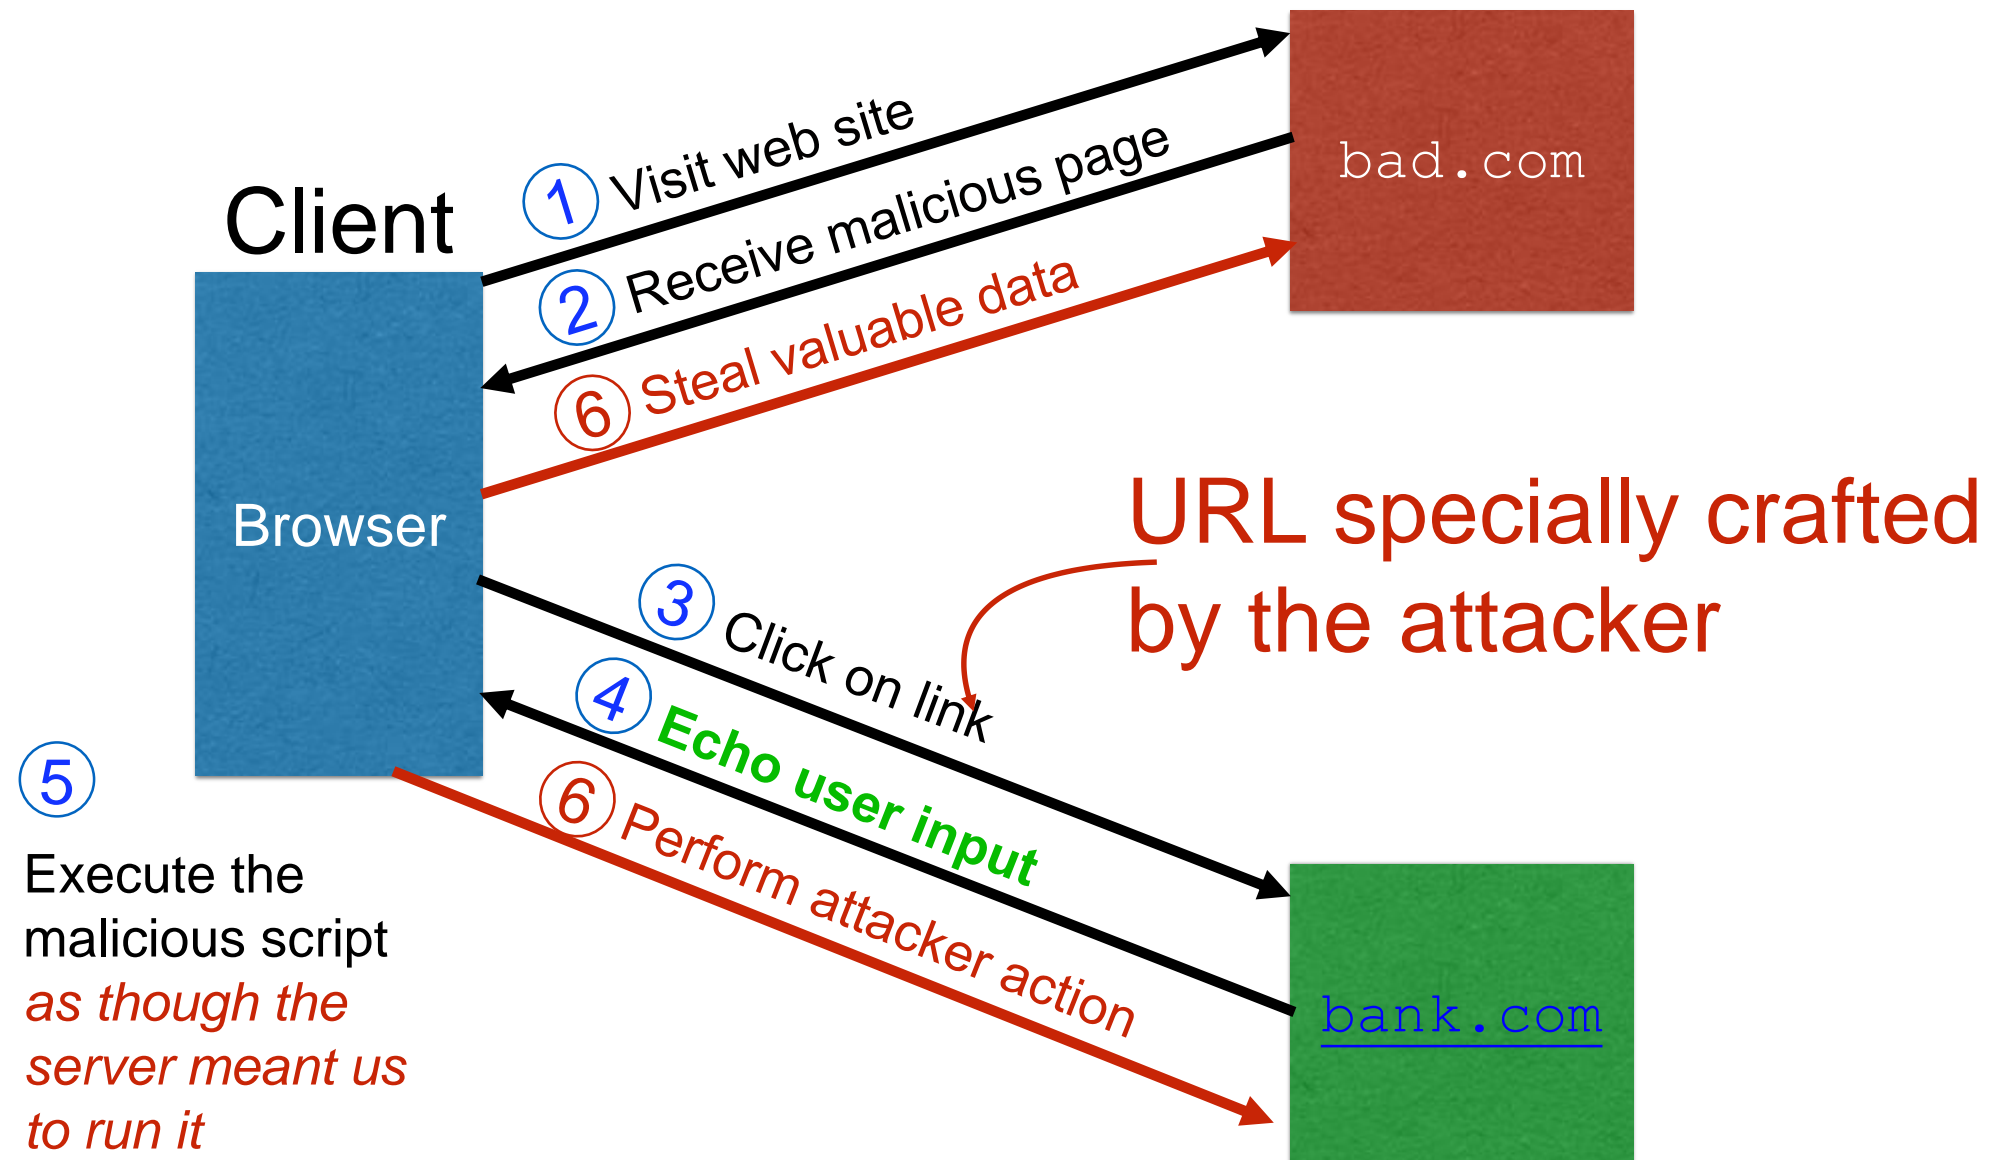 Client
Browser
bad.com
1 Visit web site
2 Receive malicious page
6 Steal valuable data
URL specially crafted
by the attacker
3 Click on link
4 Echo user input
6 Perform attacker action
bank.com
5
Execute the
malicious script
as though the
server meant us
to run it